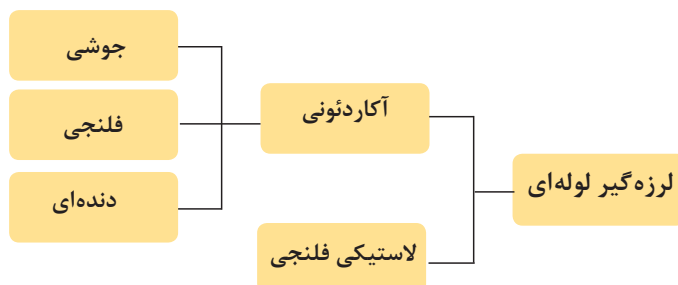 لرزه‌گیر لوله‌ای
آکاردئونی
جوشی
فلنجی
دنده‌ای
لاستیکی فلنجی